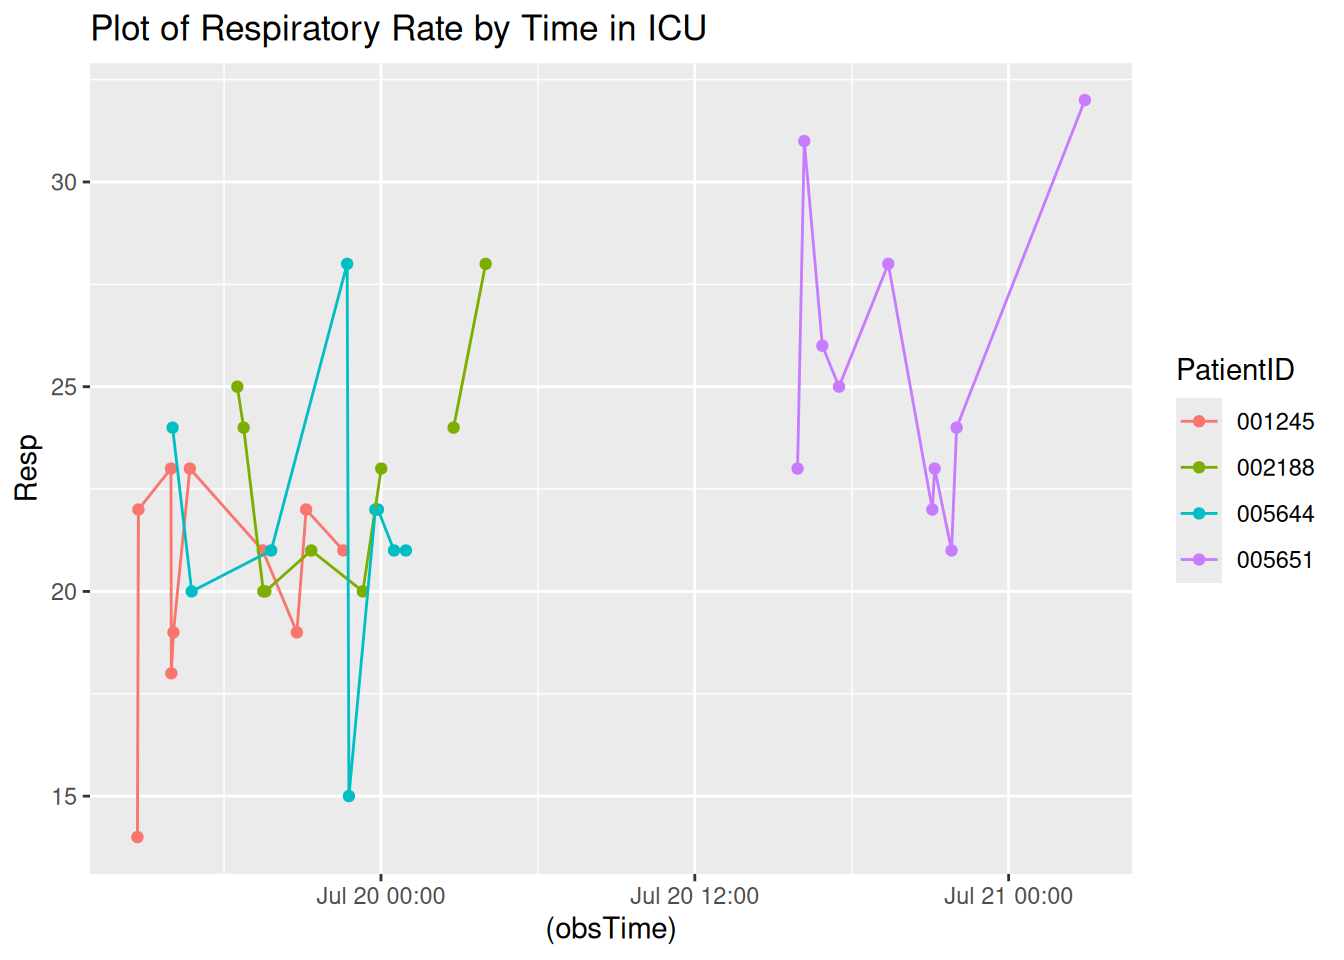 Plot of Respiratory Rate by Time in ICU
Resp
30
25
20
15
Jul 20 00:00
Jul 20 12:00
Jul 21 00:00
(obsTime)
PatientID
001245
002188
005644
005651